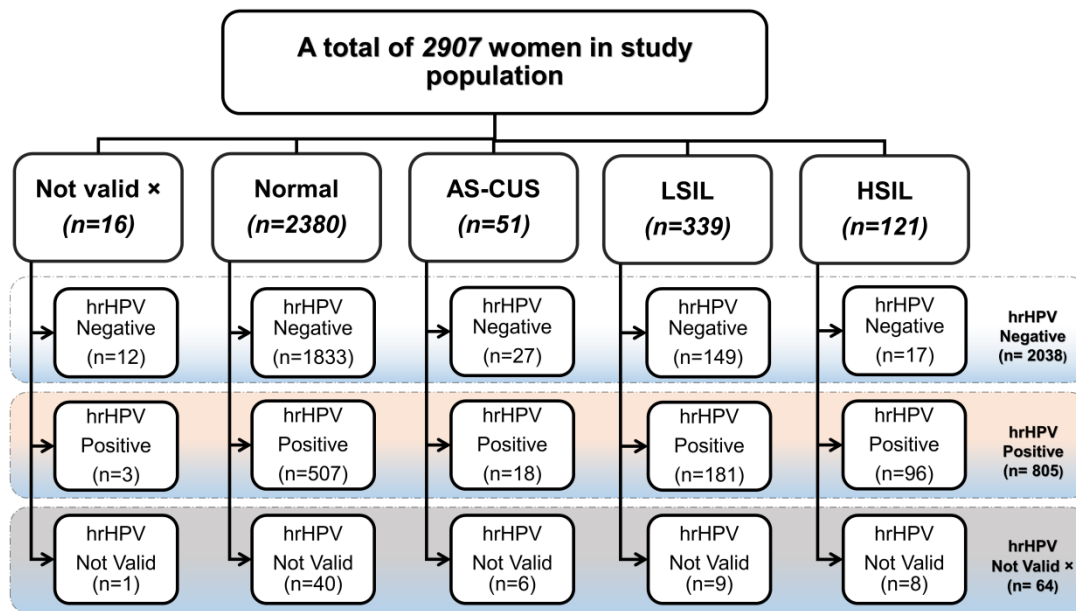 A total of 2907 women in study
population
Not valid ×
(n=16)
Normal
(n=2380)
AS-CUS
(n=51)
LSIL
(n=339)
HSIL
(n=121)
hrHPV
Negative
(n=12)
hrHPV
Negative
(n=1833)
hrHPV
Negative
(n=27)
hrHPV
Negative
(n=149)
hrHPV
Negative
(n=17)
hrHPV
Negative
(n= 2038)
hrHPV
Positive
(n=3)
hrHPV
Positive
(n=507)
hrHPV
Positive
(n=18)
hrHPV
Positive
(n=181)
hrHPV
Positive
(n=96)
hrHPV
Positive
(n= 805)
hrHPV
Not Valid
(n=1)
hrHPV
Not Valid
(n=40)
hrHPV
Not Valid
(n=6)
hrHPV
Not Valid
(n=9)
hrHPV
Not Valid
(n=8)
hrHPV
Not Valid ×
(n= 64)